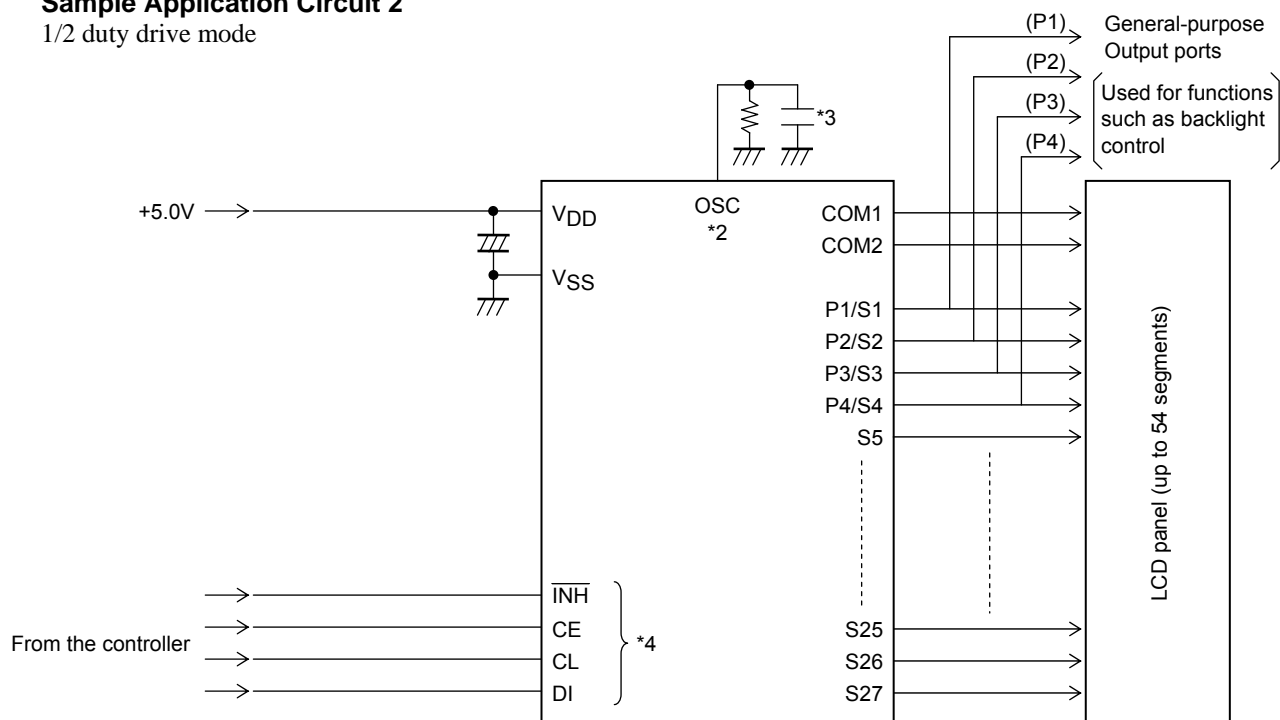 Sample Application Circuit 2
1/2 duty drive mode
(P1)
General-purpose
Output ports
(P2)
Used for functions
such as backlight
control
(P3)
(P4)
*3
+5.0V
VDD
OSC
*2
COM1
COM2
VSS
P1/S1
P2/S2
P3/S3
P4/S4
S5
LCD panel (up to 54 segments)
From the controller
INH
CE
CL
DI
*4
S25
S26
S27